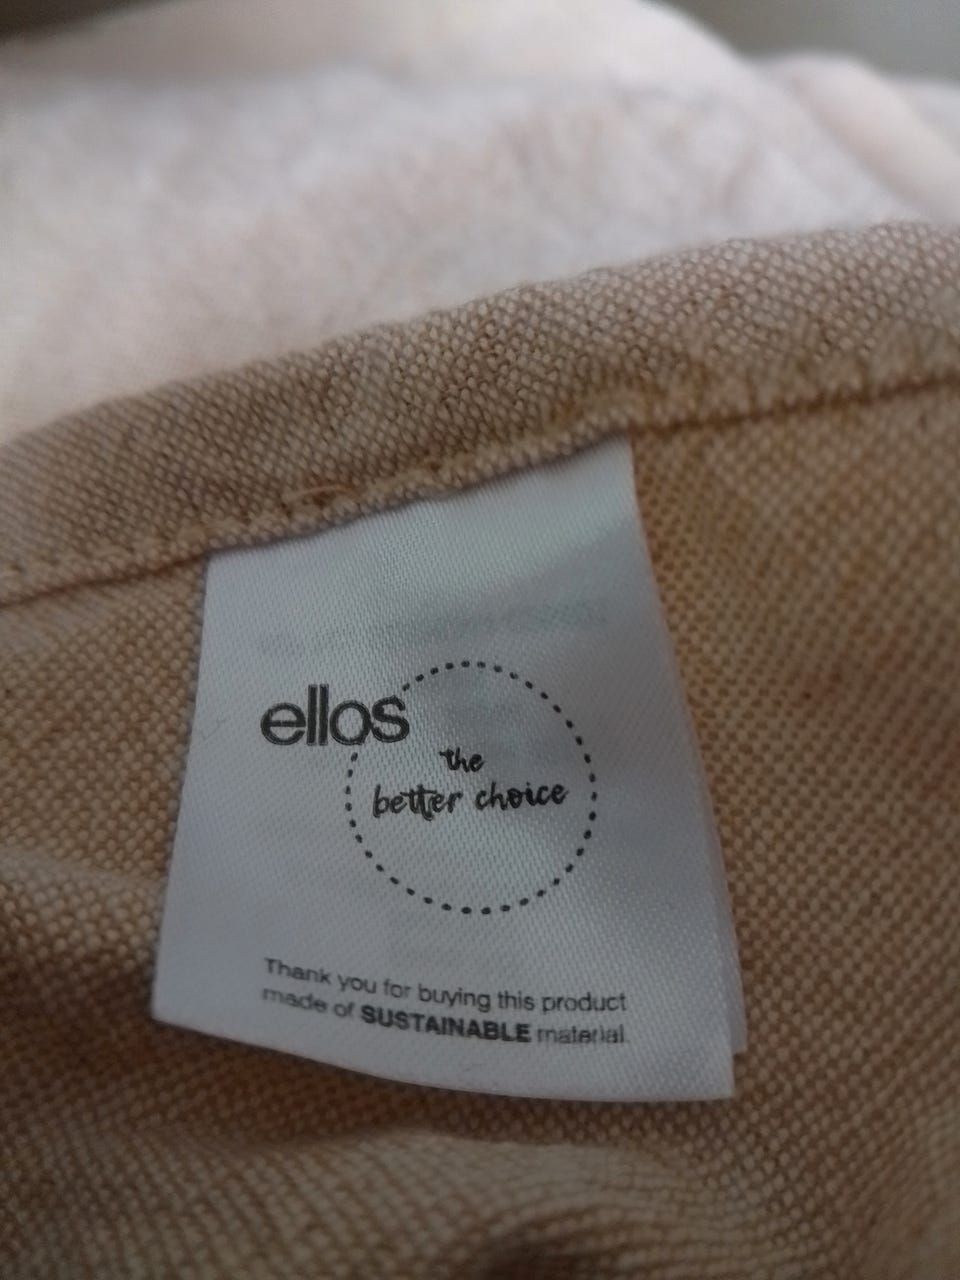 ellos
the
better choice
Thank you for buying this product
made of SUSTAINABLE material.